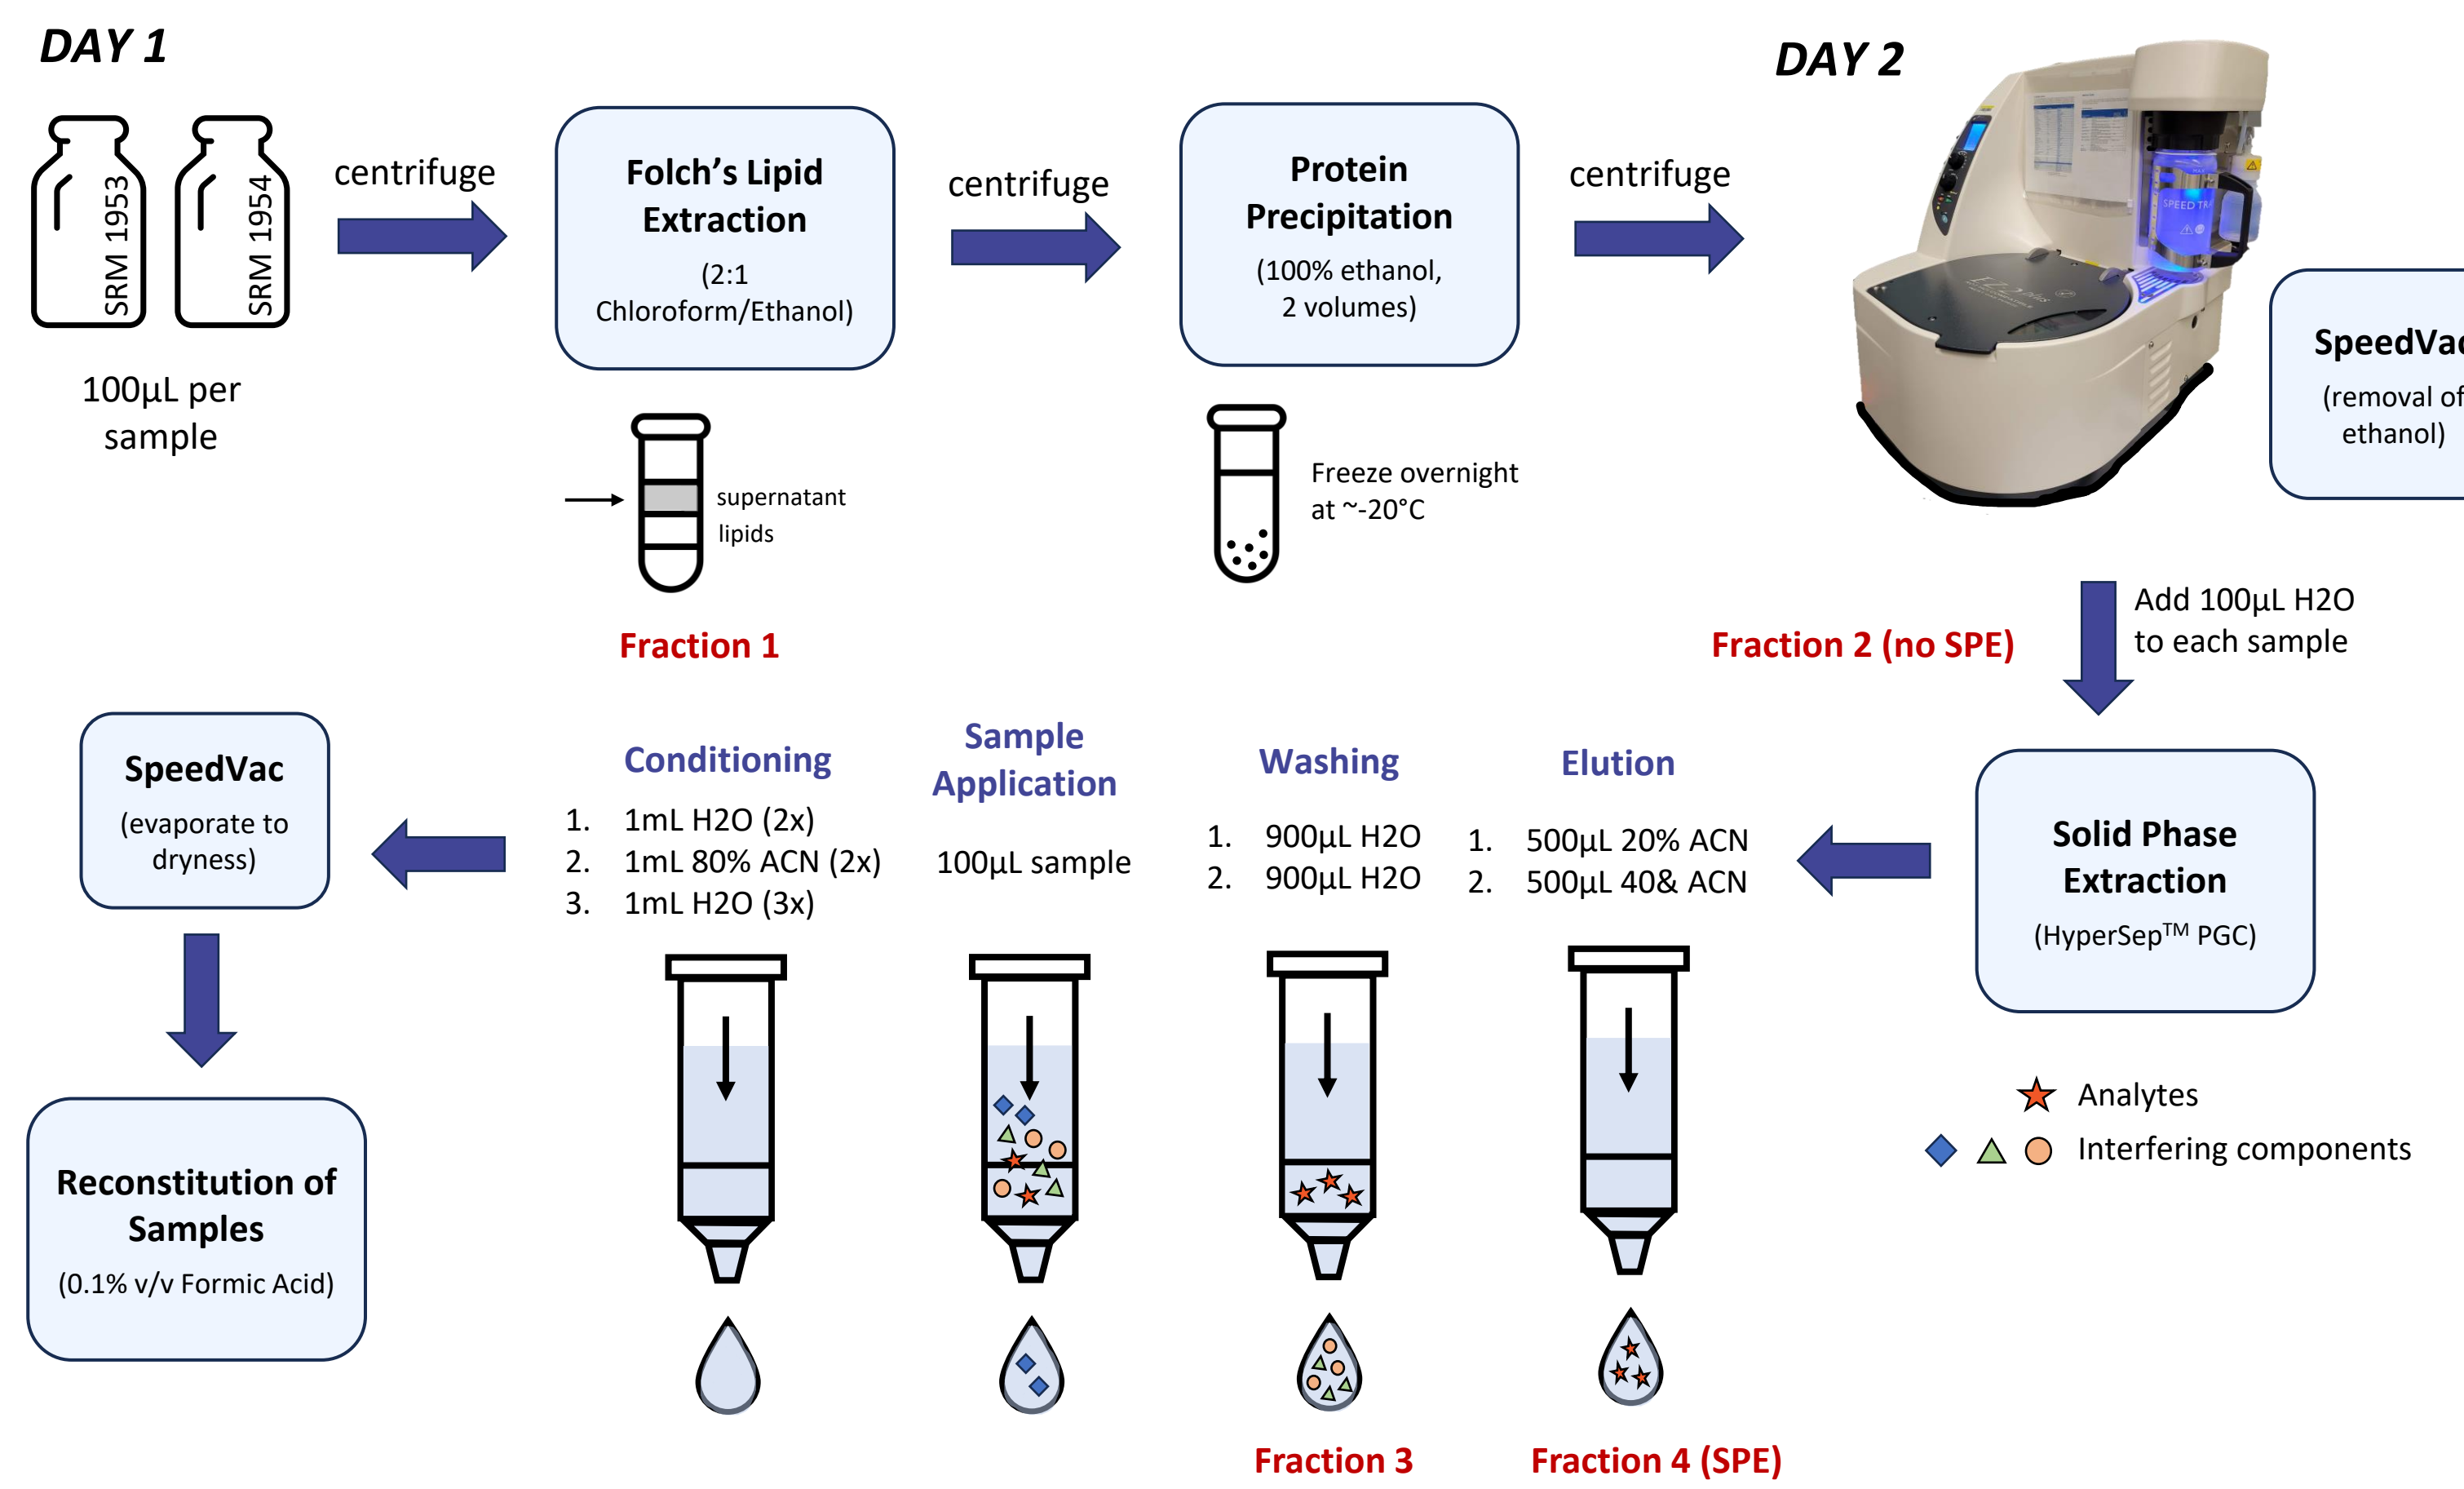 DAY 1
SRM 1953
SRM 1954
100µL per
sample
centrifuge
Folch's Lipid
Extraction
(2:1
Chloroform/Ethanol)
supernatant
lipids
Fraction 1
centrifuge
Protein
Precipitation
(100% ethanol,
2 volumes)
Freeze overnight
at ~-20°C
centrifuge
DAY 2
SPEED TRA
SpeedVac
(removal of
ethanol)
Add 100µL H2O
to each sample
Fraction 2 (no SPE)
Solid Phase
Extraction
(HyperSep™ PGC)
Analytes
Interfering components
Conditioning
1. 1mL H2O (2x)
2. 1mL 80% ACN (2x)
3. 1mL H2O (3x)
Sample
Application
100µL sample
Washing
1. 900µL H2O
2. 900µL H2O
Fraction 3
Elution
1. 500µL 20% ACN
2. 500µL 40& ACN
Fraction 4 (SPE)
SpeedVac
(evaporate to
dryness)
Reconstitution of
Samples
(0.1% v/v Formic Acid)